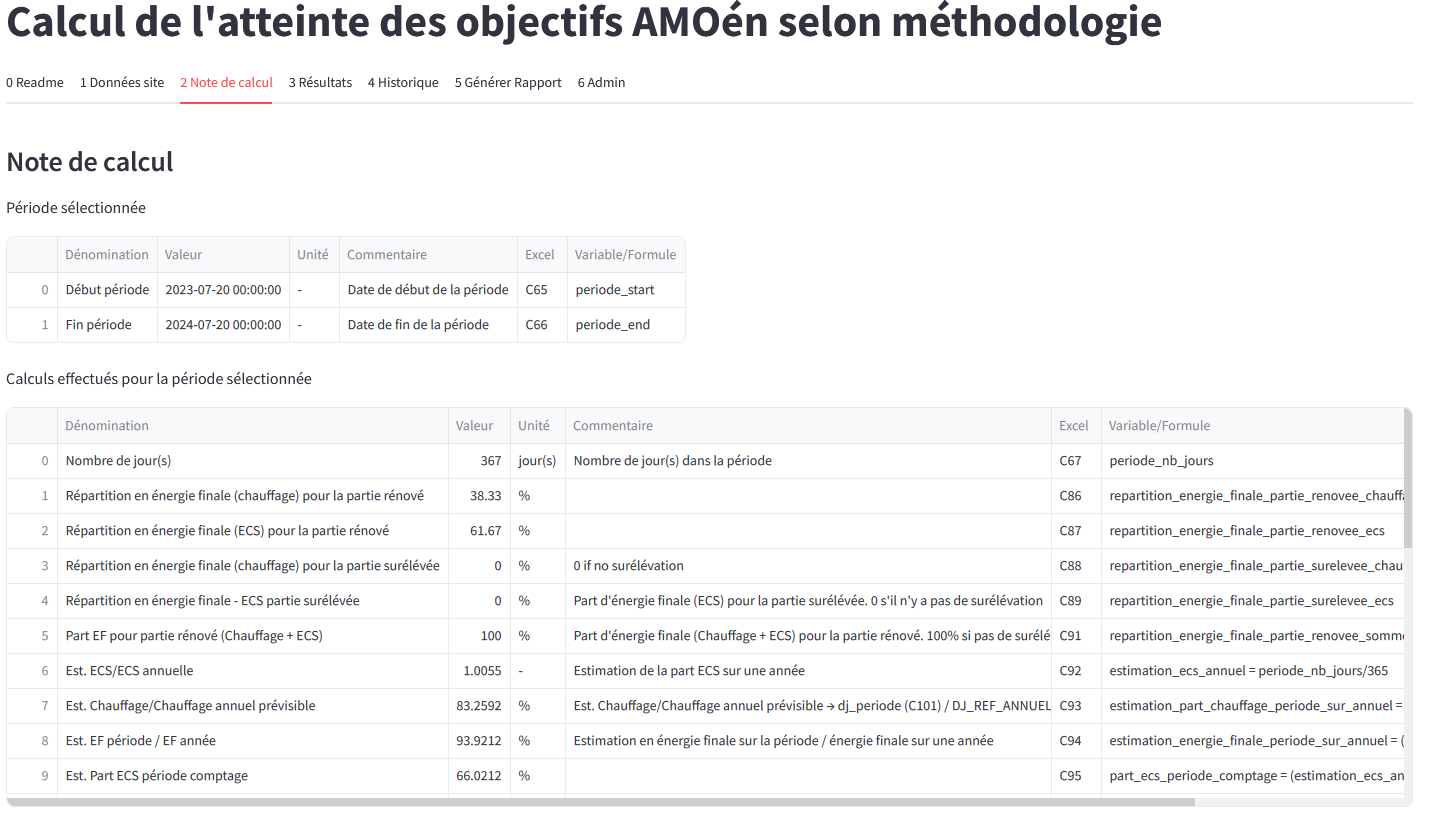 Calcul de l'atteinte des objectifs AMOén selon méthodologie
0 Readme 1 Données site 2 Note de calcul 3 Résultats 4 Historique 5 Générer Rapport 6 Admin
Note de calcul
Période sélectionnée
Dénomination Valeur Unité Commentaire Excel Variable/Formule
0 Début période 2023-07-20 00:00:00 - Date de début de la période C65 periode_start
1 Fin période 2024-07-20 00:00:00 - Date de fin de la période C66 periode_end
Calculs effectués pour la période sélectionnée
Dénomination Valeur Unité Commentaire Excel Variable/Formule
0 Nombre de jour(s) 367 jour(s) Nombre de jour(s) dans la période C67 periode_nb_jours
1 Répartition en énergie finale (chauffage) pour la partie rénové 38.33 % C86 repartition_energie_finale_partie_renovee_chauffa
2 Répartition en énergie finale (ECS) pour la partie rénové 61.67 % C87 repartition_energie_finale_partie_renovee_ecs
3 Répartition en énergie finale (chauffage) pour la partie surélévée 0 % 0 if no surélévation C88 repartition_energie_finale_partie_surelevee_chau
4 Répartition en énergie finale - ECS partie surélévée 0 % Part d'énergie finale (ECS) pour la partie surélévée. 0 s'il n'y a pas de surélévation C89 repartition_energie_finale_partie_surelevee_ecs
5 Part EF pour partie rénové (Chauffage + ECS) 100 % Part d'énergie finale (Chauffage + ECS) pour la partie rénové. 100% si pas de surélé C91 repartition_energie_finale_partie_renovee_somm
6 Est. ECS/ECS annuelle 1.0055 - Estimation de la part ECS sur une année C92 estimation_ecs_annuel = periode_nb_jours/365
7 Est. Chauffage/Chauffage annuel prévisible 83.2592 % Est. Chauffage/Chauffage annuel prévisible → dj_periode (C101) / DJ_REF_ANNUEL C93 estimation_part_chauffage_periode_sur_annuel =
8 Est. EF période / EF année 93.9212 % Estimation en énergie finale sur la période / énergie finale sur une année C94 estimation_energie_finale_periode_sur_annuel = (
9 Est. Part ECS période comptage 66.0212 % C95 part_ecs_periode_comptage = (estimation_ecs_an